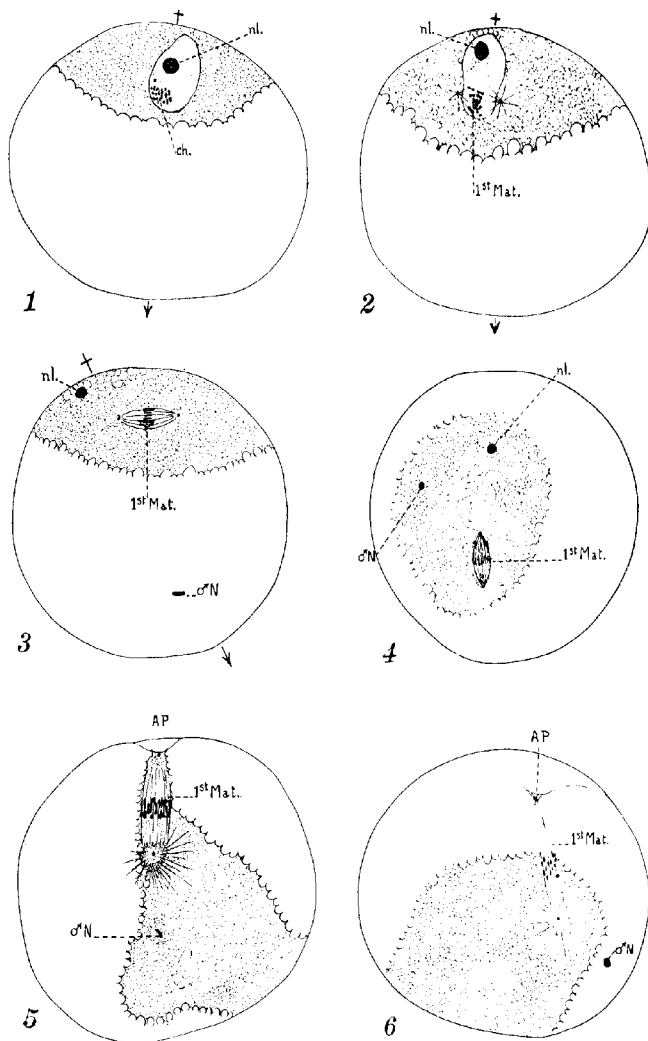 nl.
ch.
1
nl.
1st Mat.
2
nl.
1st Mat.
♂N
3
nl.
♂N
1st Mat.
4
AP
1st Mat.
♂N
5
AP
1st Mat.
♂N
6